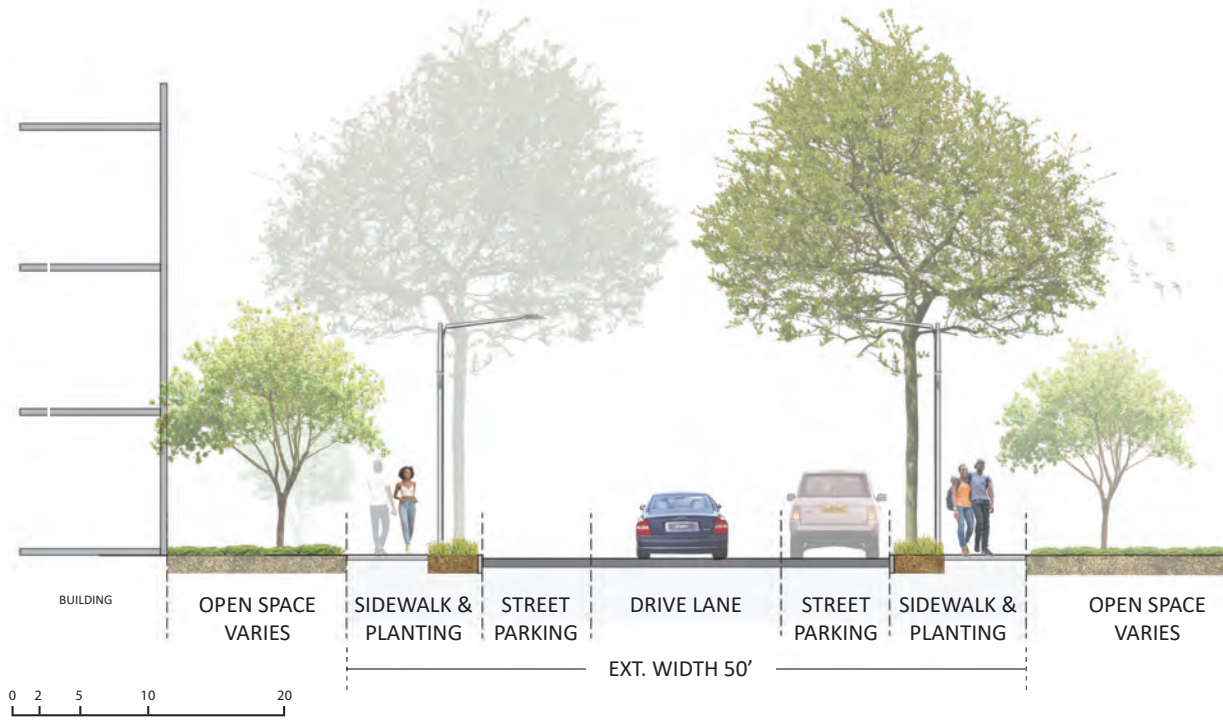 BUILDING
OPEN SPACE
VARIES
SIDEWALK &
PLANTING
STREET
PARKING
DRIVE LANE
STREET
PARKING
SIDEWALK &
PLANTING
OPEN SPACE
VARIES
EXT. WIDTH 50’
0 2 5 10 20